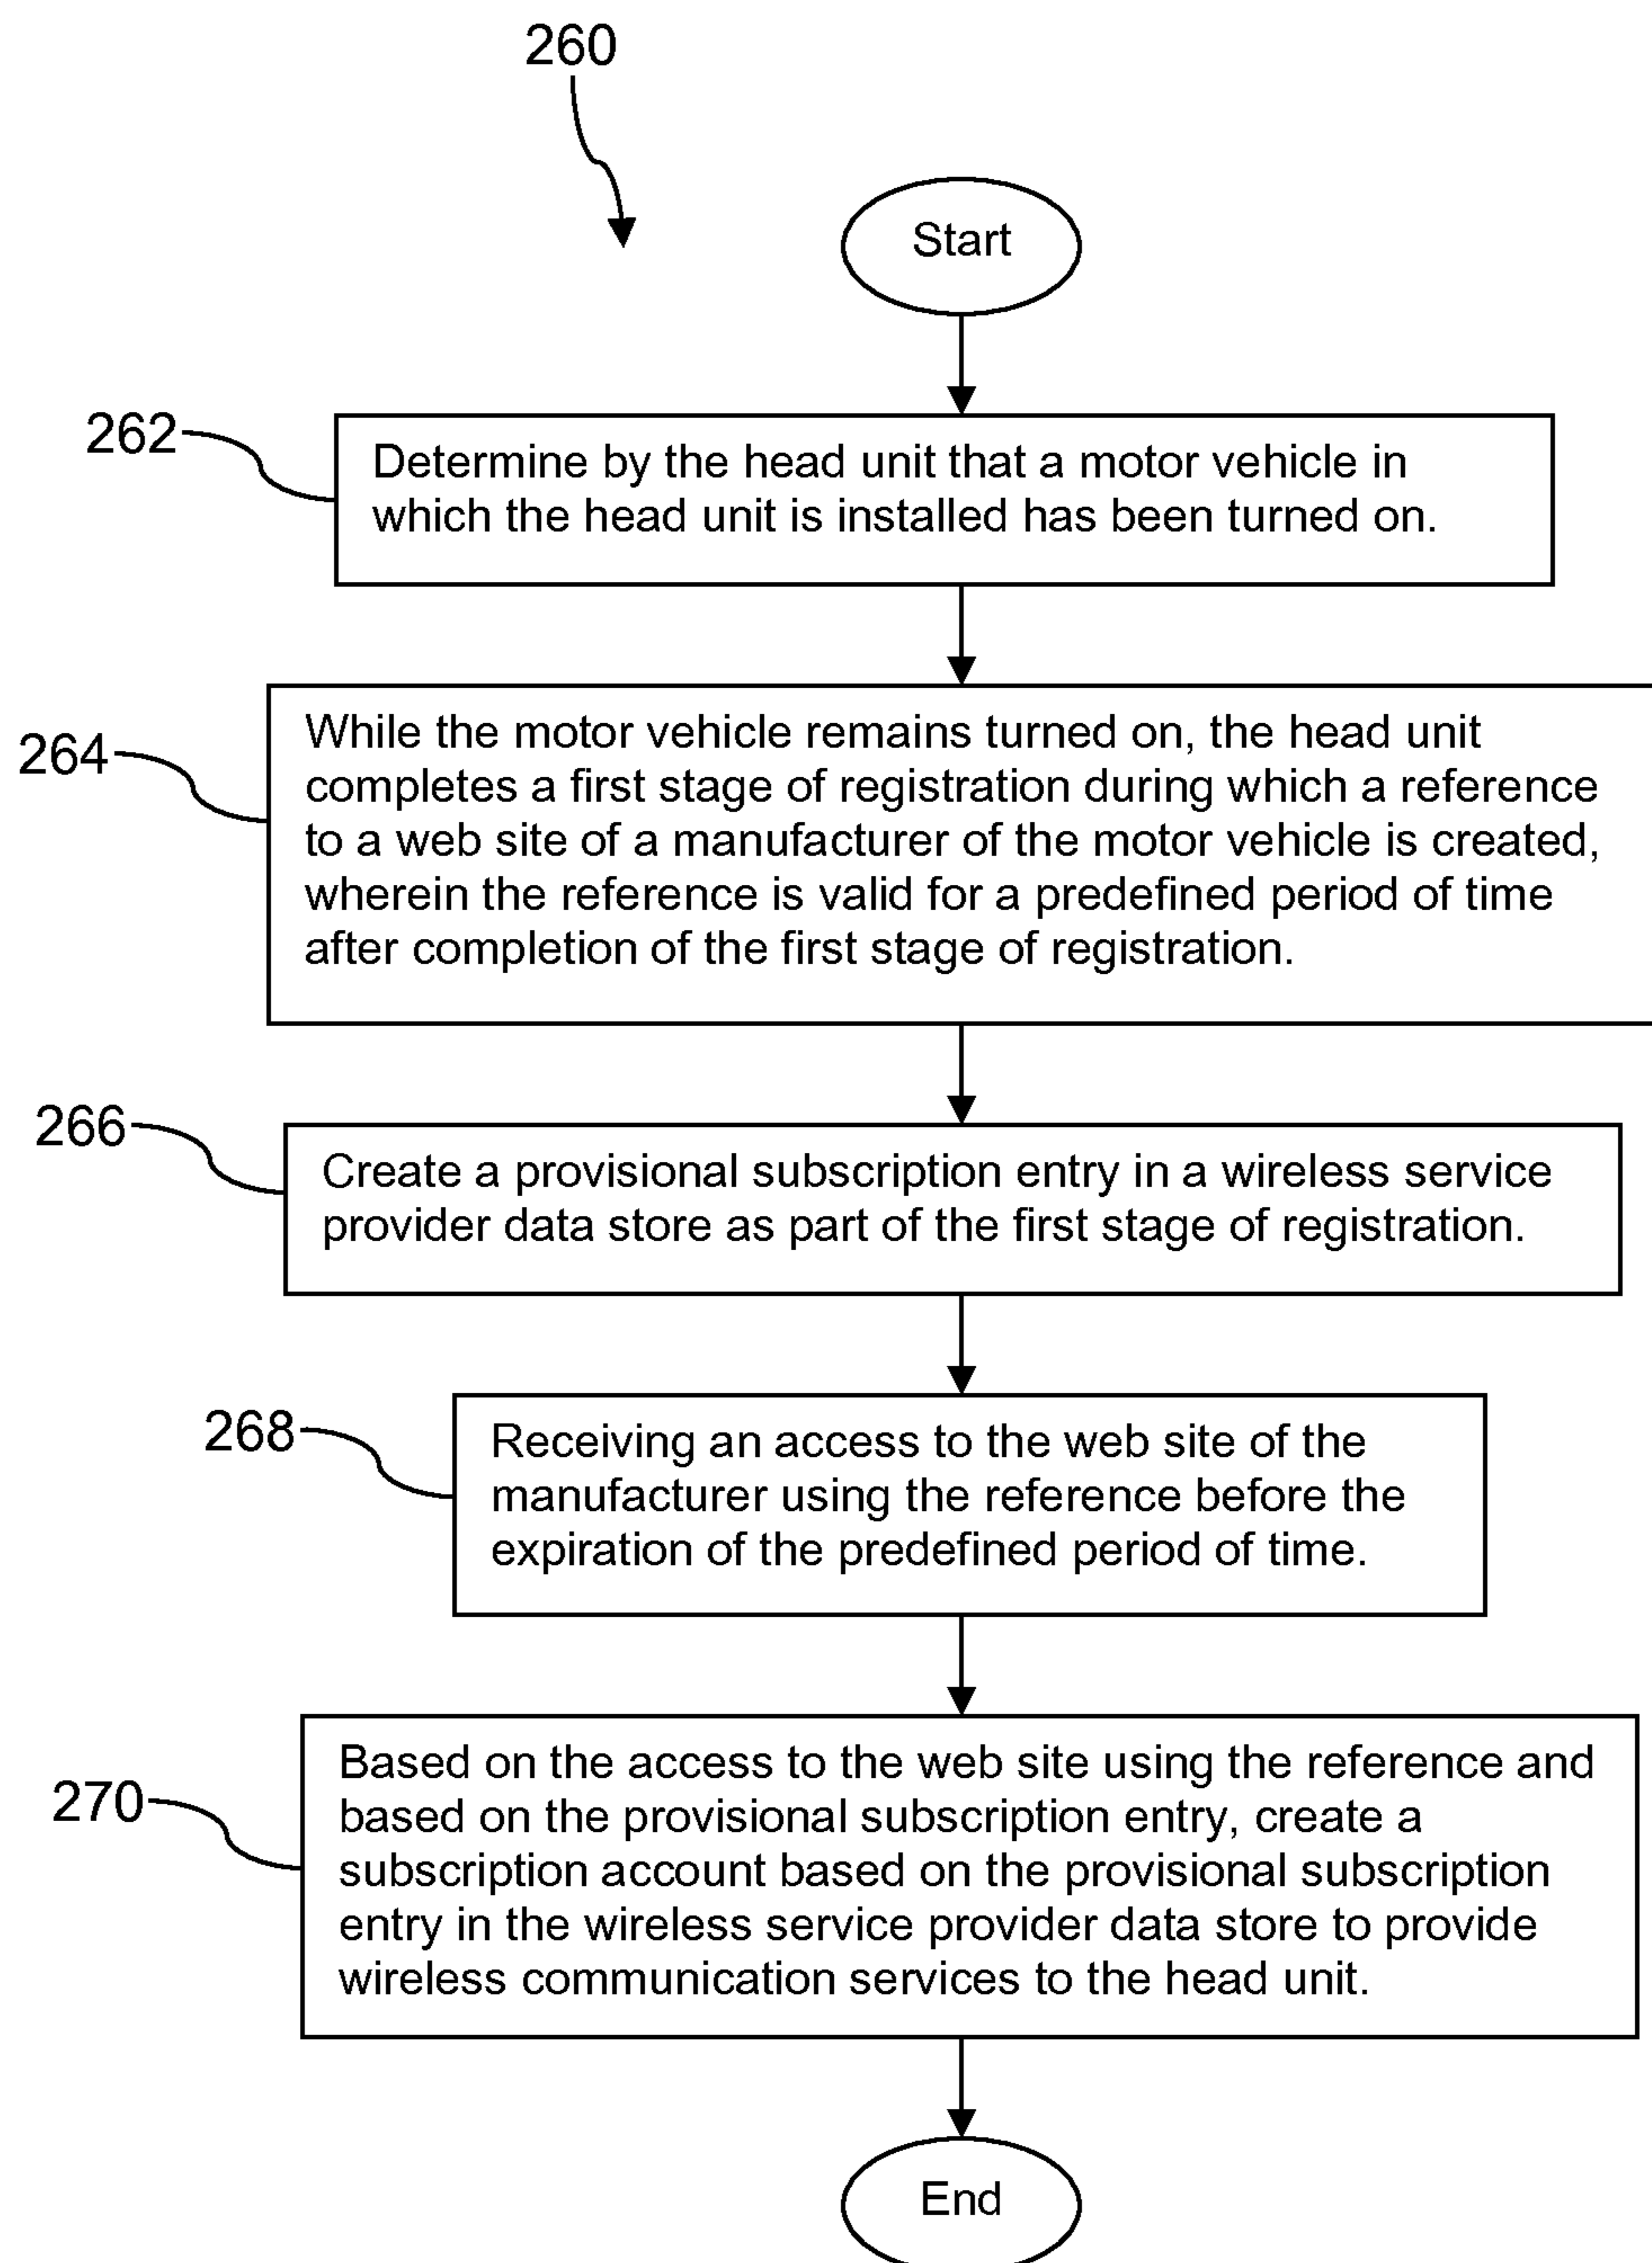 260
Start
262
Determine by the head unit that a motor vehicle in
which the head unit is installed has been turned on.
264
While the motor vehicle remains turned on, the head unit
completes a first stage of registration during which a reference
to a web site of a manufacturer of the motor vehicle is created,
wherein the reference is valid for a predefined period of time
after completion of the first stage of registration.
266
Create a provisional subscription entry in a wireless service
provider data store as part of the first stage of registration.
268
Receiving an access to the web site of the
manufacturer using the reference before the
expiration of the predefined period of time.
270
Based on the access to the web site using the reference and
based on the provisional subscription entry, create a
subscription account based on the provisional subscription
entry in the wireless service provider data store to provide
wireless communication services to the head unit.
End